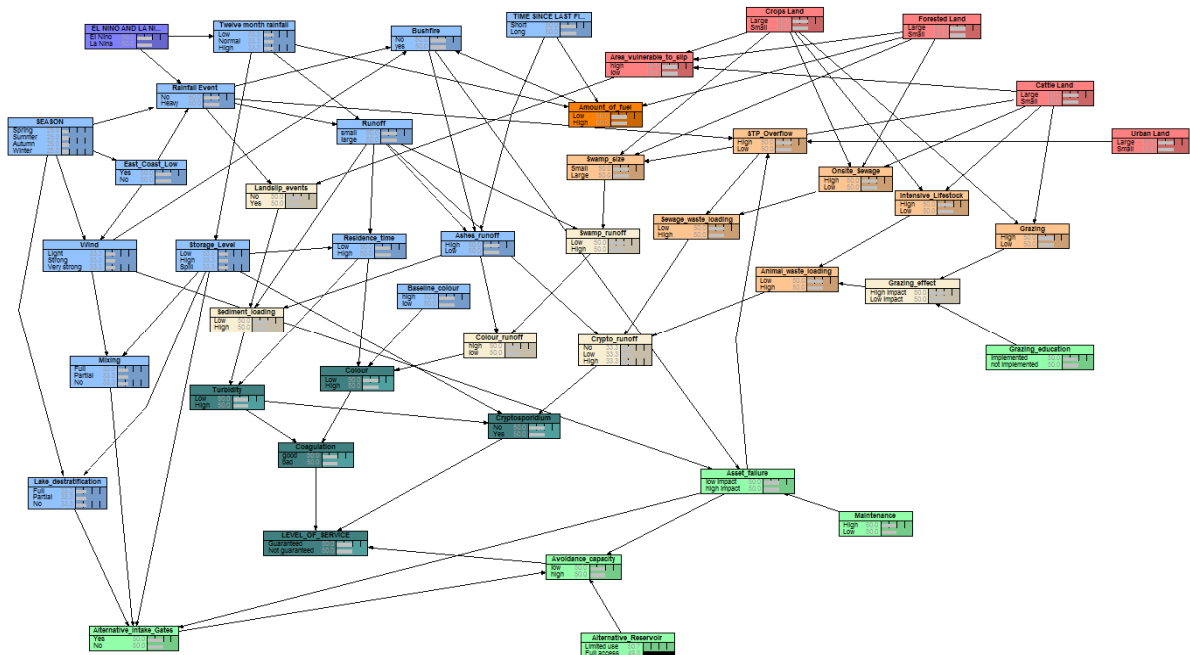 EL NINO AND LA NI...
El Nino
La Nina
Twelve month rainfall
Low
Normal
High
Bushfire
No
yes
TIME SINCE LAST FI...
Short
Long
Crops Land
Large
Small
Forested Land
Large
Small
Area_vulnerable_to_slip
high
low
Rainfall Event
No
Heavy
Amount_of_fuel
Low
High
Cattle Land
Large
Small
SEASON
Spring
Summer
Autumn
Winter
Runoff
small
large
STP_Overflow
High
Low
Urban Land
Large
Small
East_Coast_Low
Yes
No
Swamp_size
Small
Large
Onsite_Sewage
High
Low
Landslip_events
No
Yes
Intensive_Lifestock
High
Low
Sewage_waste_loading
High
Low
Grazing
High
Low
Wind
Light
Strong
Very strong
Storage_Level
Low
High
Spill
Residence_time
Low
High
Ashes_runoff
High
Low
Swamp_runoff
Low
High
Animal_waste_loading
Low
High
Grazing_effect
High Impact
Low Impact
Baseline_colour
high
low
Sediment_loading
Low
High
Colour_runoff
high
low
Crypto_runoff
No
Low
High
Grazing_education
Implemented
not implemented
Mixing
Full
Partial
No
Colour
Low
High
Turbidity
Low
High
Cryptosporidium
No
Yes
Coagulation
good
bad
Asset_failure
low impact
high impact
Lake_destratification
Full
Partial
No
Maintenance
High
Low
LEVEL_OF_SERVICE
Guaranteed
Not guaranteed
Avoidance_capacity
low
high
Alternative_Intake_Gates
Yes
No
Alternative_Reservoir
Limited use
Full access